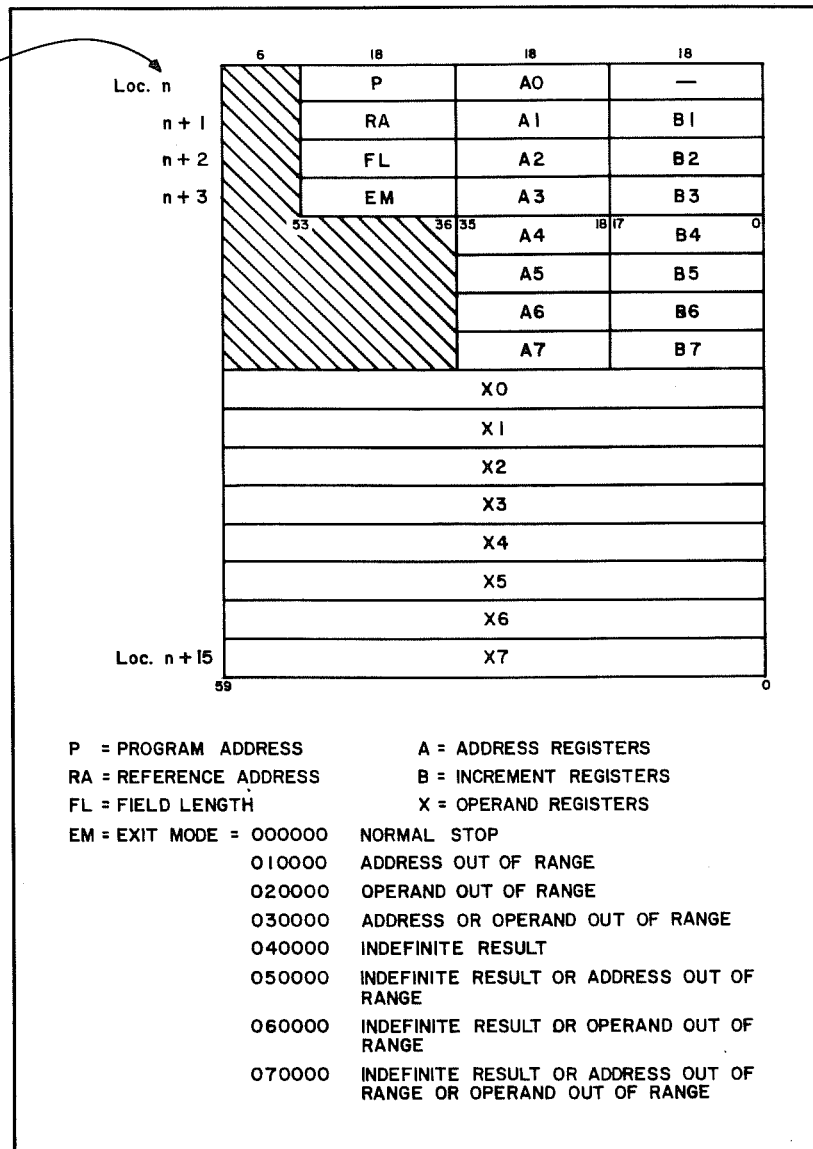 6 18 18 18
Loc. n P A0 —
n + 1 RA A1 B1
n + 2 FL A2 B2
n + 3 EM A3 B3
53 36 35 18 17 0
A4 B4
A5 B5
A6 B6
A7 B7
X0
X1
X2
X3
X4
X5
X6
Loc. n + 15 X7
59 0
P = PROGRAM ADDRESS A = ADDRESS REGISTERS
RA = REFERENCE ADDRESS B = INCREMENT REGISTERS
FL = FIELD LENGTH X = OPERAND REGISTERS
EM = EXIT MODE = 000000 NORMAL STOP
010000 ADDRESS OUT OF RANGE
020000 OPERAND OUT OF RANGE
030000 ADDRESS OR OPERAND OUT OF RANGE
040000 INDEFINITE RESULT
050000 INDEFINITE RESULT OR ADDRESS OUT OF
RANGE
060000 INDEFINITE RESULT OR OPERAND OUT OF
RANGE
070000 INDEFINITE RESULT OR ADDRESS OUT OF
RANGE OR OPERAND OUT OF RANGE